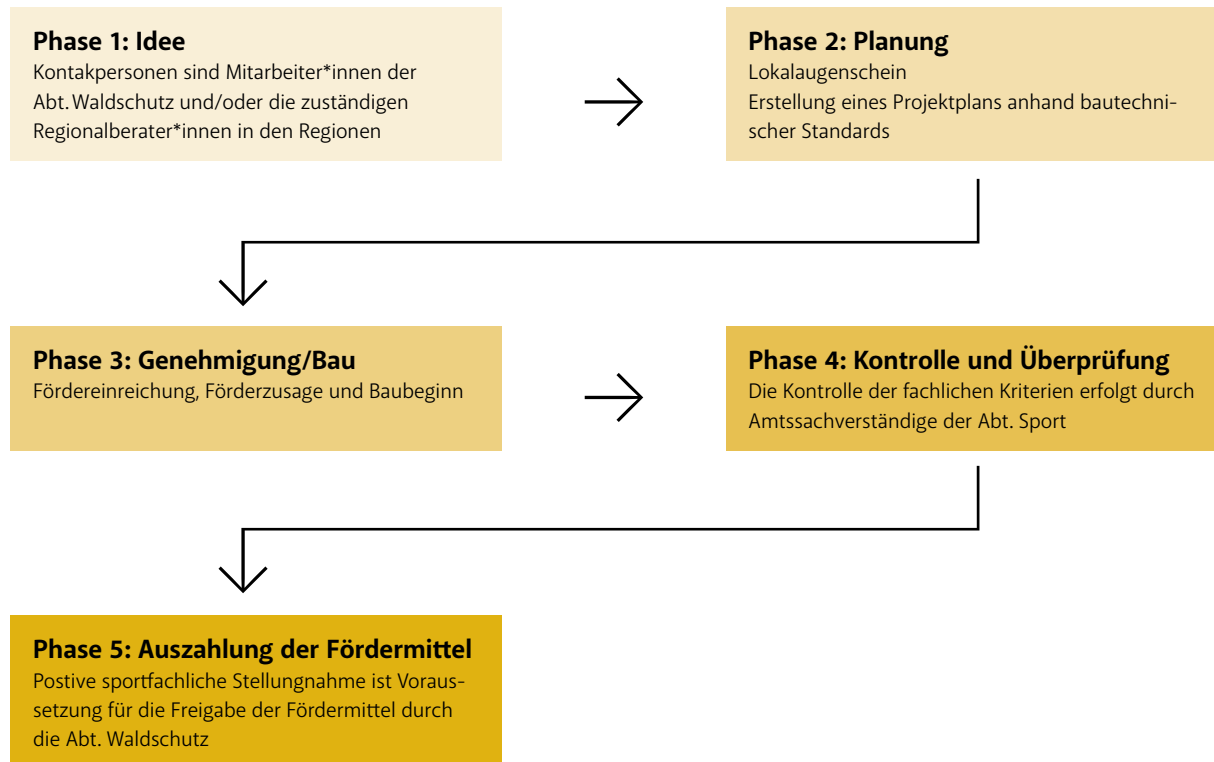 Phase 1: Idee
Kontakpersonen sind Mitarbeiter*innen der
Abt. Waldschutz und/oder die zuständigen
Regionalberater*innen in den Regionen
Phase 2: Planung
Lokalaugenschein
Erstellung eines Projektplans anhand bautechni-
scher Standards
Phase 3: Genehmigung/Bau
Fördereinreichung, Förderzusage und Baubeginn
Phase 4: Kontrolle und Überprüfung
Die Kontrolle der fachlichen Kriterien erfolgt durch
Amtssachverständige der Abt. Sport
Phase 5: Auszahlung der Fördermittel
Postive sportfachliche Stellungnahme ist Voraus-
setzung für die Freigabe der Fördermittel durch
die Abt. Waldschutz